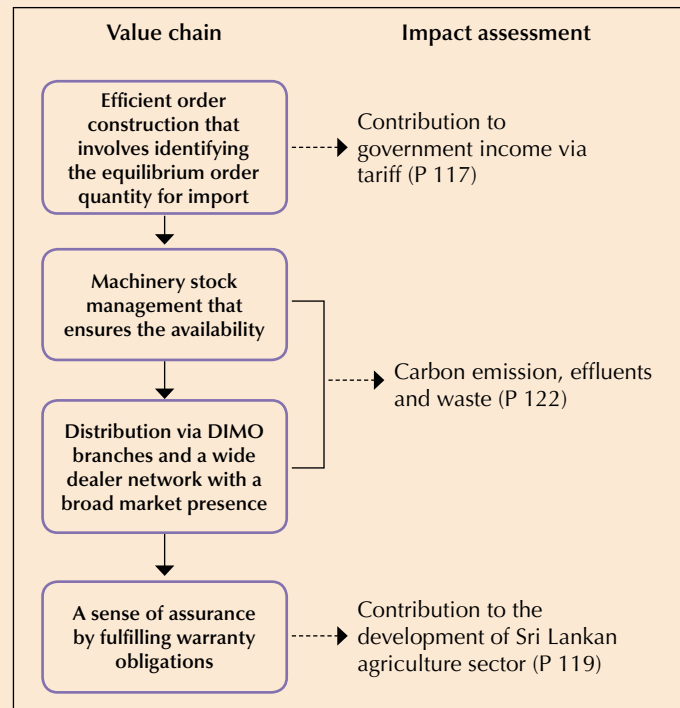 Value chain
Impact assessment
Efficient order
construction that
involves identifying
the equilibrium order
quantity for import
Contribution to
government income via
tariff (P 117)
Machinery stock
management that
ensures the availability
Carbon emission, effluents
and waste (P 122)
Distribution via DIMO
branches and a wide
dealer network with a
broad market presence
A sense of assurance
by fulfilling warranty
obligations
Contribution to the
development of Sri Lankan
agriculture sector (P 119)